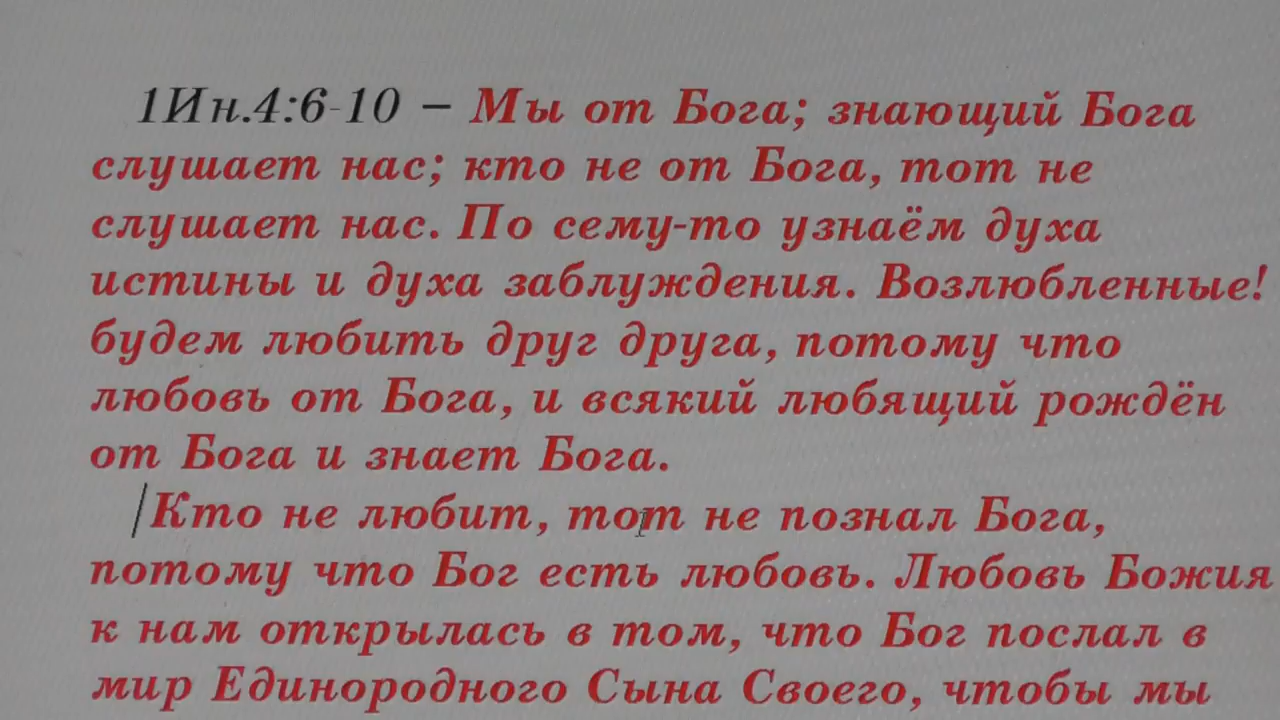 1Ин.4:6-10 – Мы от Бога; знающий Бога
слушает нас; кто не от Бога, тот не
слушает нас. По сему-то узнаём духа
истины и духа заблуждения. Возлюбленные!
будем любить друг друга, потому что
любовь от Бога, и всякий любящий рождён
от Бога и знает Бога.
Кто не любит, тот не познал Бога,
потому что Бог есть любовь. Любовь Божия
к нам открылась в том, что Бог послал в
мир Единородного Сына Своего, чтобы мы